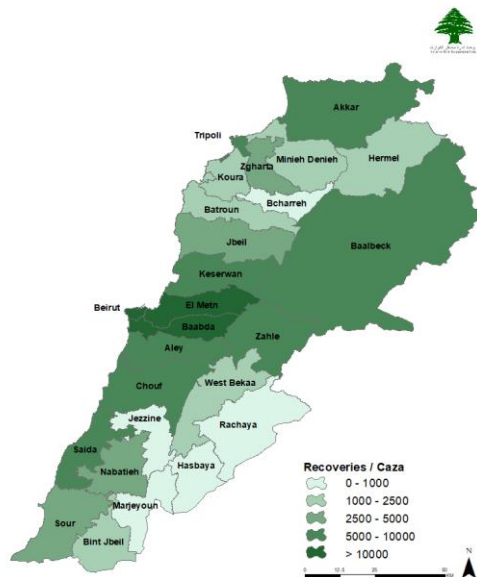 Akkar
Tripoli
Zgharta
Minieh Denieh
Hermel
Koura
Bcharreh
Batroun
Jbeil
Baalbeck
Keserwan
El Metn
Beirut
Baabda
Zahle
Aley
Chouf
West Bekaa
Jezzine
Rachaya
Saida
Hasbaya
Nabatieh
Marjeyoun
Sour
Bint Jbeil
Recoveries / Caza
0 - 1000
1000 - 2500
2500 - 5000
5000 - 10000
> 10000
N
0